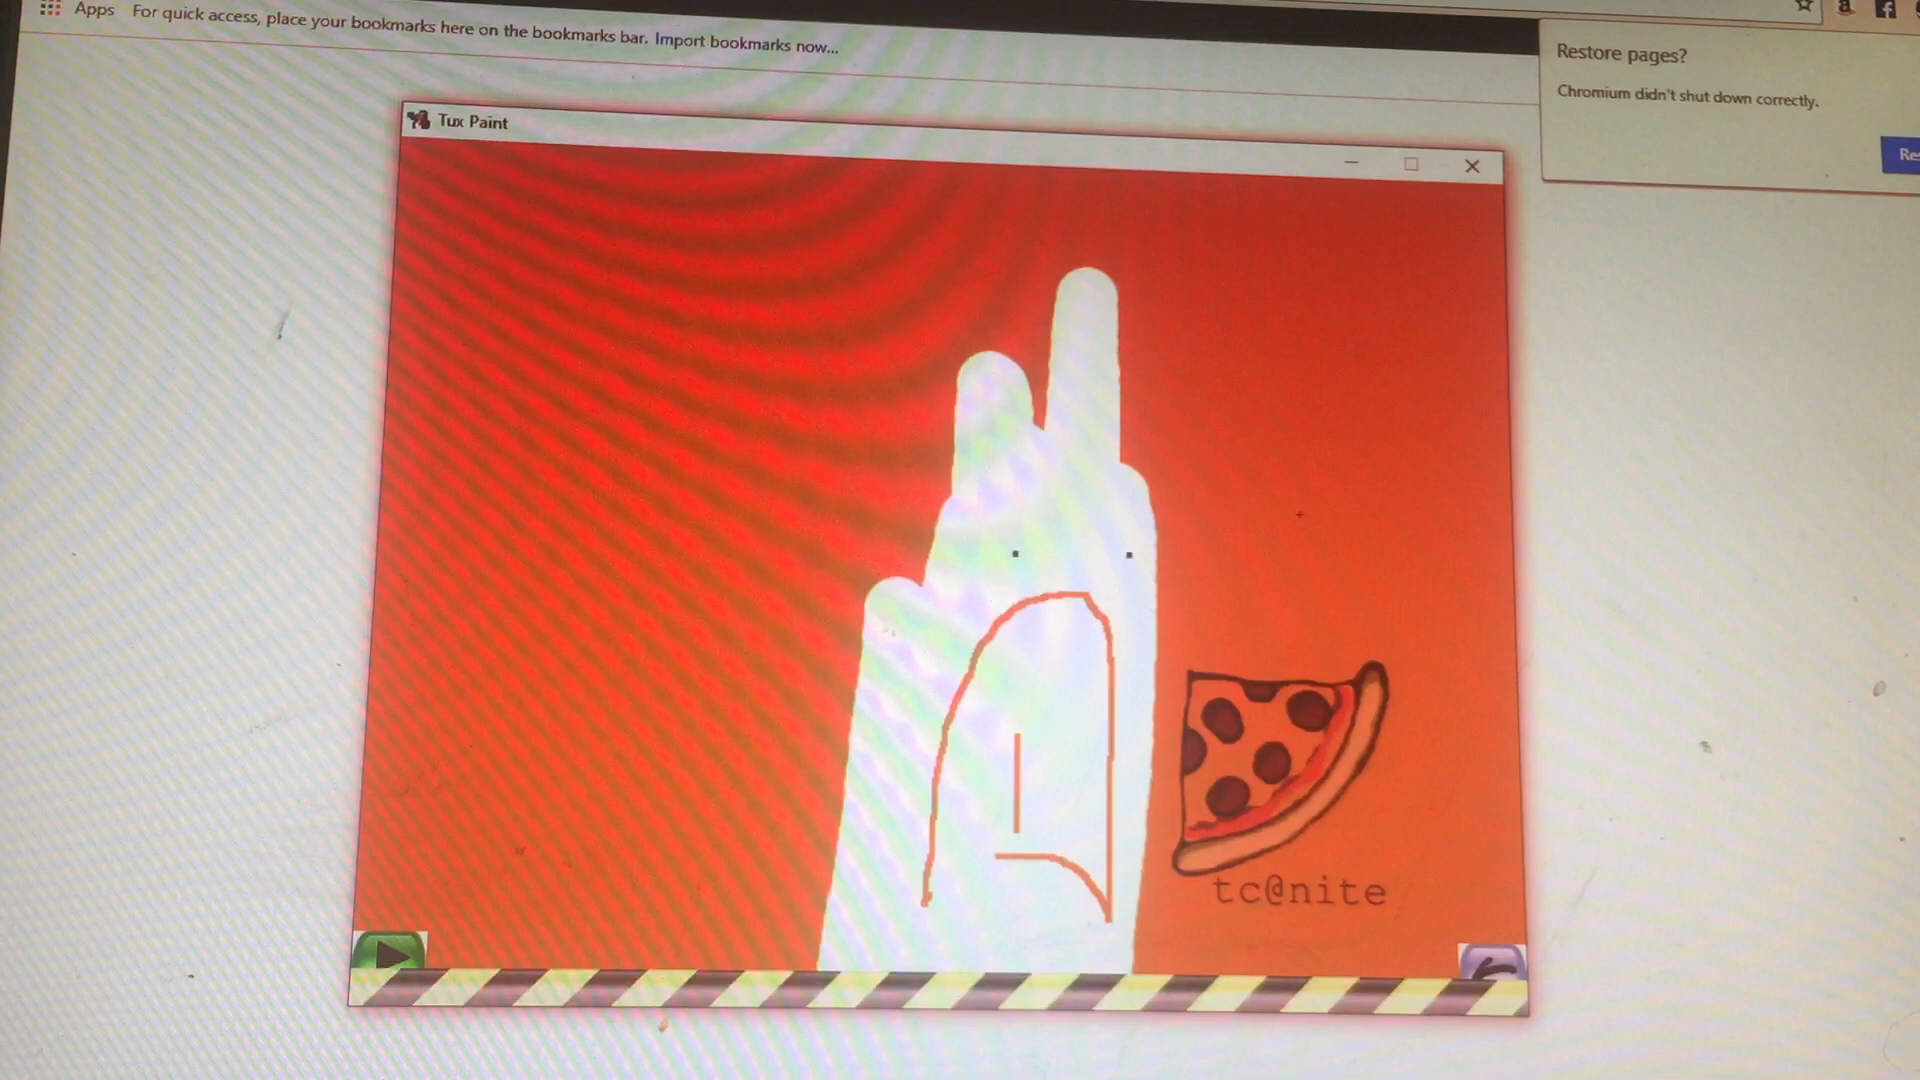 Apps For quick access, place your bookmarks here on the bookmarks bar. Import bookmarks now...
Restore pages?
Chromium didn't shut down correctly.
Tux Paint
tc@nite